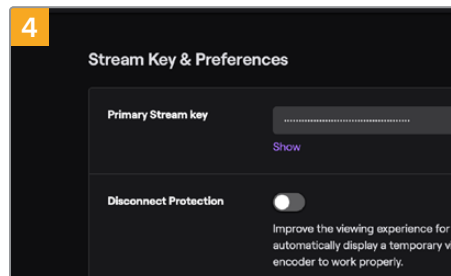 4
Stream Key & Preferences
Primary Stream key
Show
Disconnect Protection
Improve the viewing experience for
automatically display a temporary
encoder to work properly.